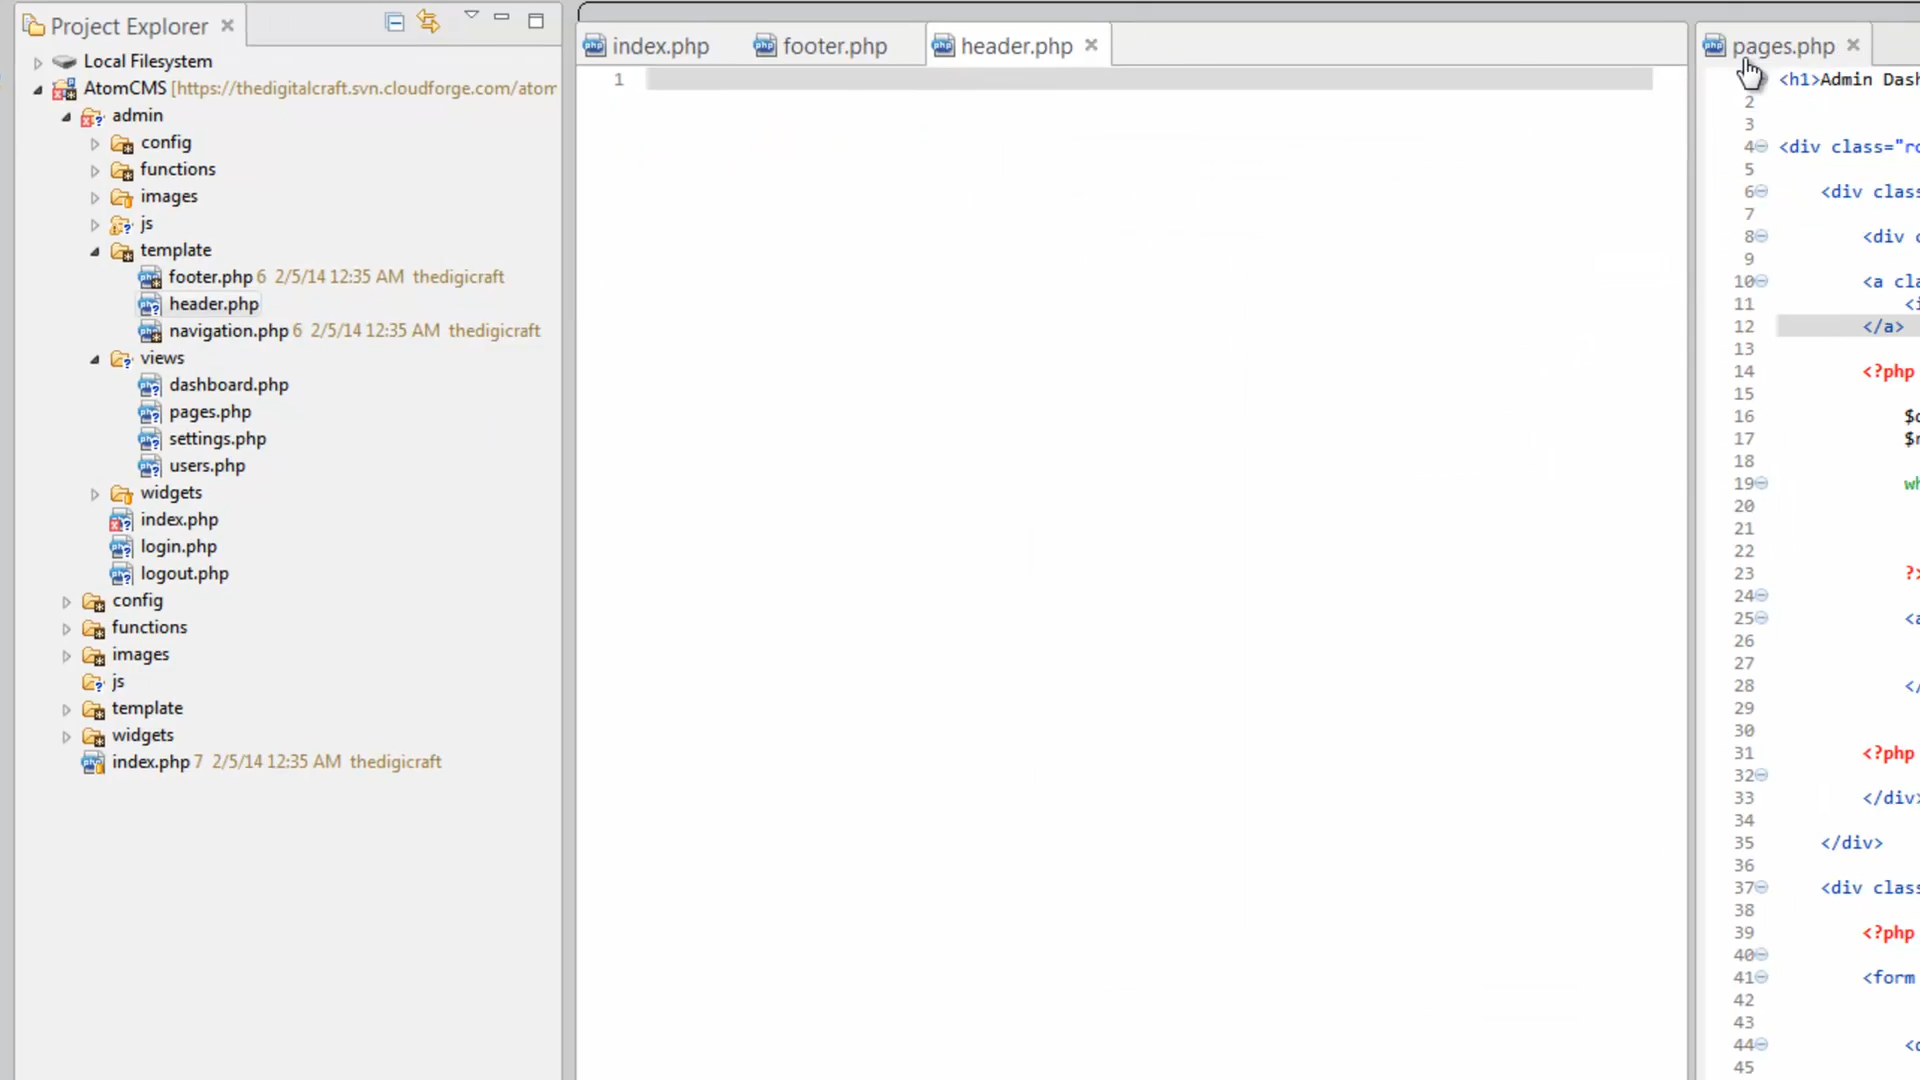 Project Explorer
Local Filesystem
AtomCMS [https://thedigitalcraft.svn.cloudforge.com/atom
admin
config
functions
images
js
template
footer.php 6 2/5/14 12:35 AM thedigicraft
header.php
navigation.php 6 2/5/14 12:35 AM thedigicraft
views
dashboard.php
pages.php
settings.php
users.php
widgets
index.php
login.php
logout.php
config
functions
images
js
template
widgets
index.php 7 2/5/14 12:35 AM thedigicraft
index.php footer.php header.php
1
pages.php
<h1>Admin Dash
2
3
4 <div class="ro
5
6 <div class
7
8 <div c
9
10 <a cla
11 <i
12 </a>
13
14 <?php
15
16
17
18
19 wh
20
21
22
23 ?>
24
25 <a
26
27
28 </
29
30
31 <?php
32
33 </div>
34
35 </div>
36
37 <div class
38
39 <?php
40
41 <form
42
43
44
45